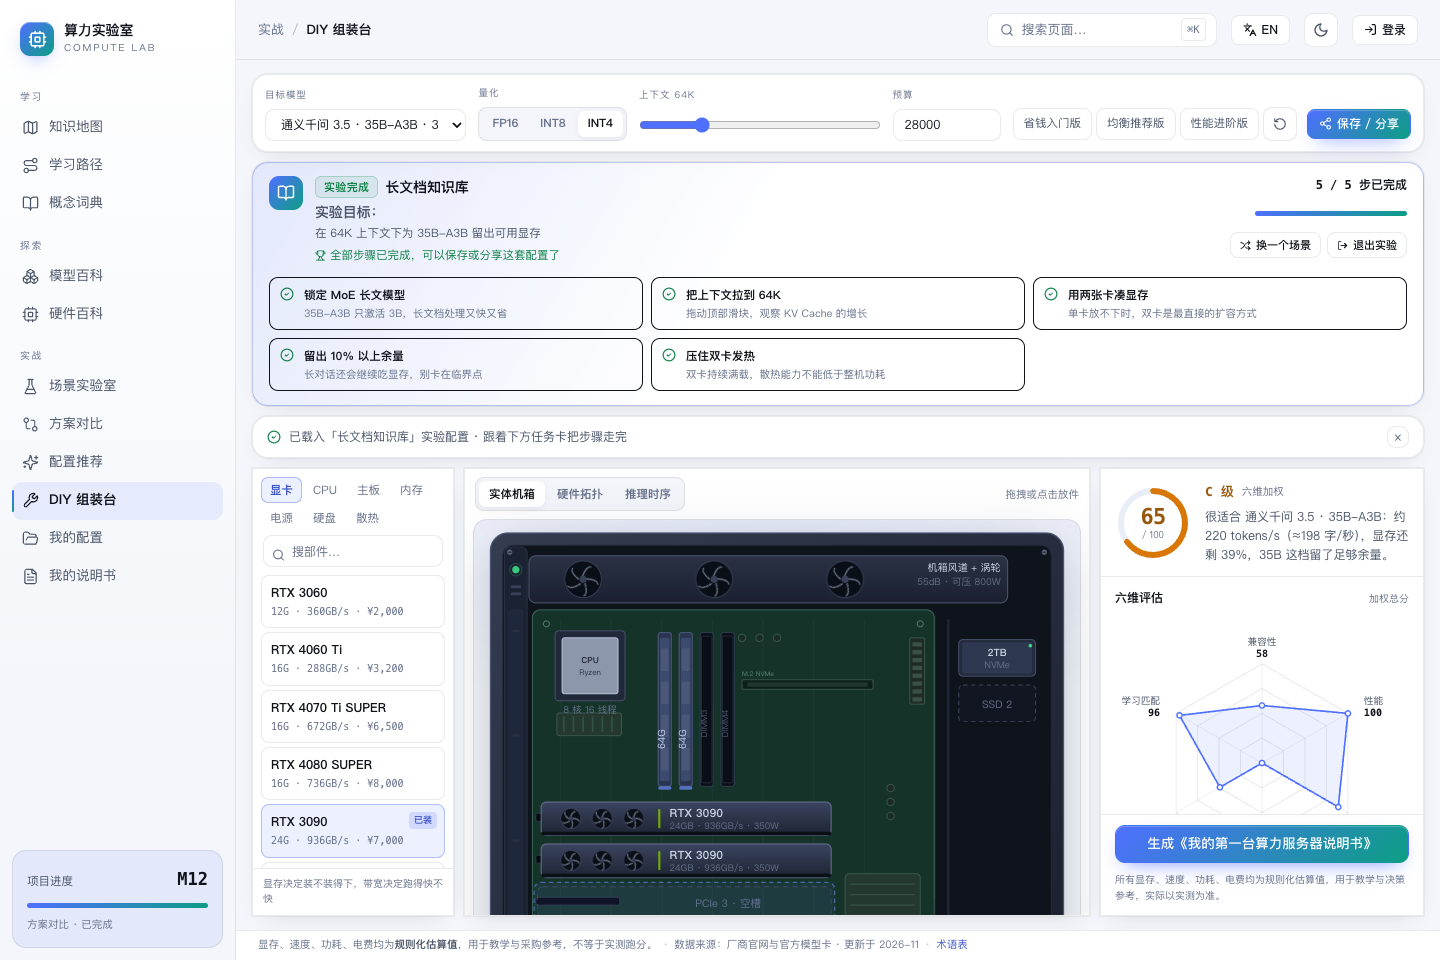 算力实验室
COMPUTE LAB
学习
知识地图
学习路径
概念词典
探索
模型百科
硬件百科
实战
场景实验室
方案对比
配置推荐
DIY 组装台
我的配置
我的说明书
项目进度
M12
方案对比 · 已完成
实战 / DIY 组装台
搜索页面...
⌘K
EN
登录
目标模型
通义千问 3.5 · 35B-A3B · 3
量化
FP16
INT8
INT4
上下文 64K
预算
28000
省钱入门版
均衡推荐版
性能进阶版
保存 / 分享
实验完成
长文档知识库
实验目标：
在 64K 上下文下为 35B-A3B 留出可用显存
全部步骤已完成，可以保存或分享这套配置了
5 / 5 步已完成
换一个场景
退出实验
锁定 MoE 长文模型
35B-A3B 只激活 3B，长文档处理又快又省
把上下文拉到 64K
拖动顶部滑块，观察 KV Cache 的增长
用两张卡凑显存
单卡放不下时，双卡是最直接的扩容方式
留出 10% 以上余量
长对话还会继续吃显存，别卡在临界点
压住双卡发热
双卡持续满载，散热能力不能低于整机功耗
已载入「长文档知识库」实验配置 · 跟着下方任务卡把步骤走完
显卡
CPU
主板
内存
电源
硬盘
散热
搜部件...
RTX 3060
12G · 360GB/s · ¥2,000
RTX 4060 Ti
16G · 288GB/s · ¥3,200
RTX 4070 Ti SUPER
16G · 672GB/s · ¥6,500
RTX 4080 SUPER
16G · 736GB/s · ¥8,000
RTX 3090
已装
24G · 936GB/s · ¥7,000
显存决定装不装得下，带宽决定跑得快不快
实体机箱
硬件拓扑
推理时序
拖拽或点击放件
机箱风道 + 涡轮
55dB · 可压 800W
CPU
Ryzen
8 核 16 线程
64G
64G
DIMM3
DIMM4
M.2 NVMe
2TB
NVMe
SSD 2
RTX 3090
24GB · 936GB/s · 350W
RTX 3090
24GB · 936GB/s · 350W
PCIe 3 · 空槽
65
/ 100
C 级 六维加权
很适合 通义千问 3.5 · 35B-A3B：约
220 tokens/s（≈198 字/秒），显存还
剩 39%，35B 这档留了足够余量。
六维评估
加权总分
兼容性
58
学习匹配
96
性能
100
生成《我的第一台算力服务器说明书》
所有显存、速度、功耗、电费均为规则化估算值，用于教学与决策
参考，实际以实测为准。
显存、速度、功耗、电费均为规则化估算值，用于教学与采购参考，不等于实测跑分。 · 数据来源：厂商官网与官方模型卡 · 更新于 2026-11 · 术语表